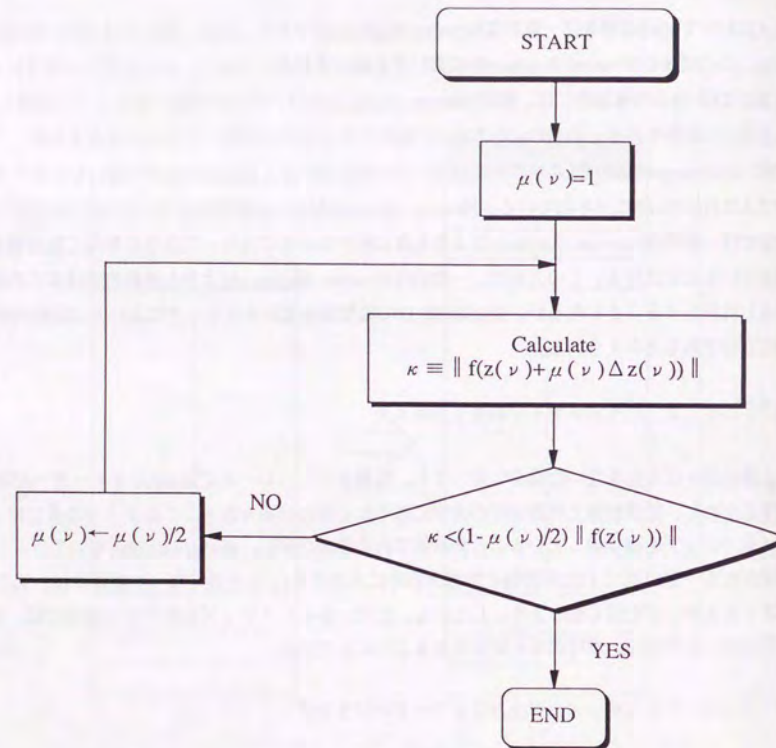 START
μ(ν)=1
Calculate
κ ≡ ‖ f(z(ν)+μ(ν)Δz(ν)) ‖
NO
μ(ν)← μ(ν)/2
κ <(1- μ(ν)/2) ‖ f(z(ν)) ‖
YES
END